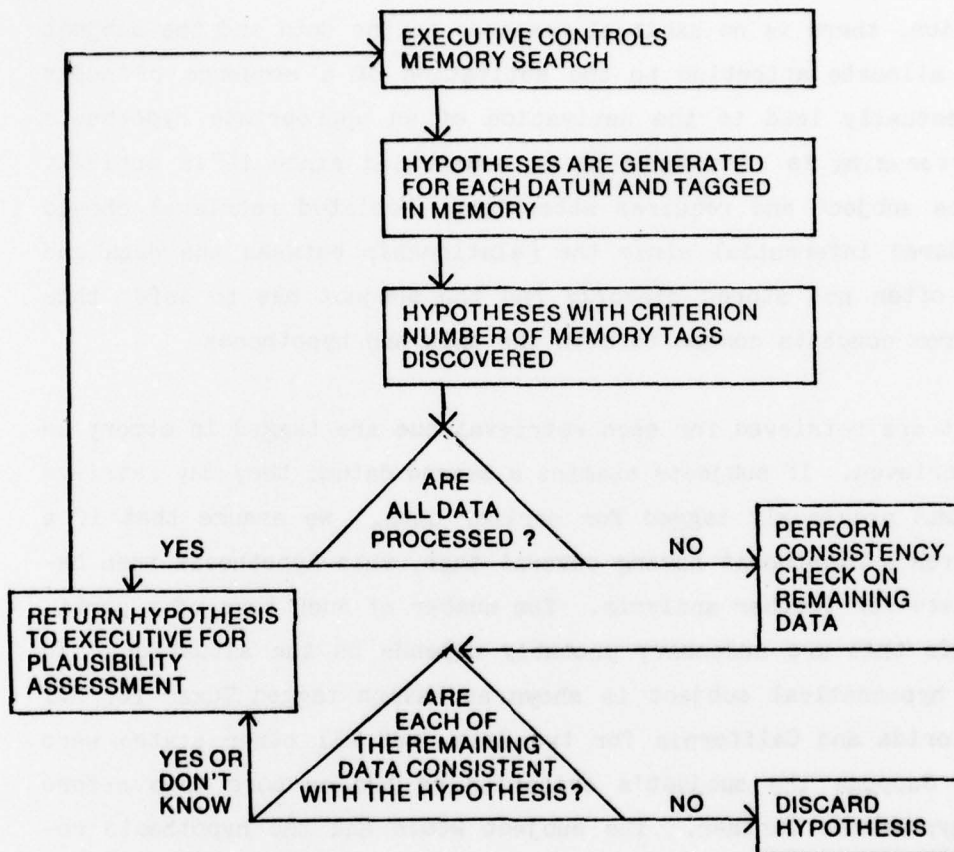 EXECUTIVE CONTROLS
MEMORY SEARCH
HYPOTHESES ARE GENERATED
FOR EACH DATUM AND TAGGED
IN MEMORY
HYPOTHESES WITH CRITERION
NUMBER OF MEMORY TAGS
DISCOVERED
ARE
ALL DATA
PROCESSED ?
YES
NO
PERFORM
CONSISTENCY
CHECK ON
REMAINING
DATA
RETURN HYPOTHESIS
TO EXECUTIVE FOR
PLAUSIBILITY
ASSESSMENT
ARE
EACH OF
THE REMAINING
DATA CONSISTENT
WITH THE HYPOTHESIS?
YES OR
DON'T
KNOW
NO
DISCARD
HYPOTHESIS